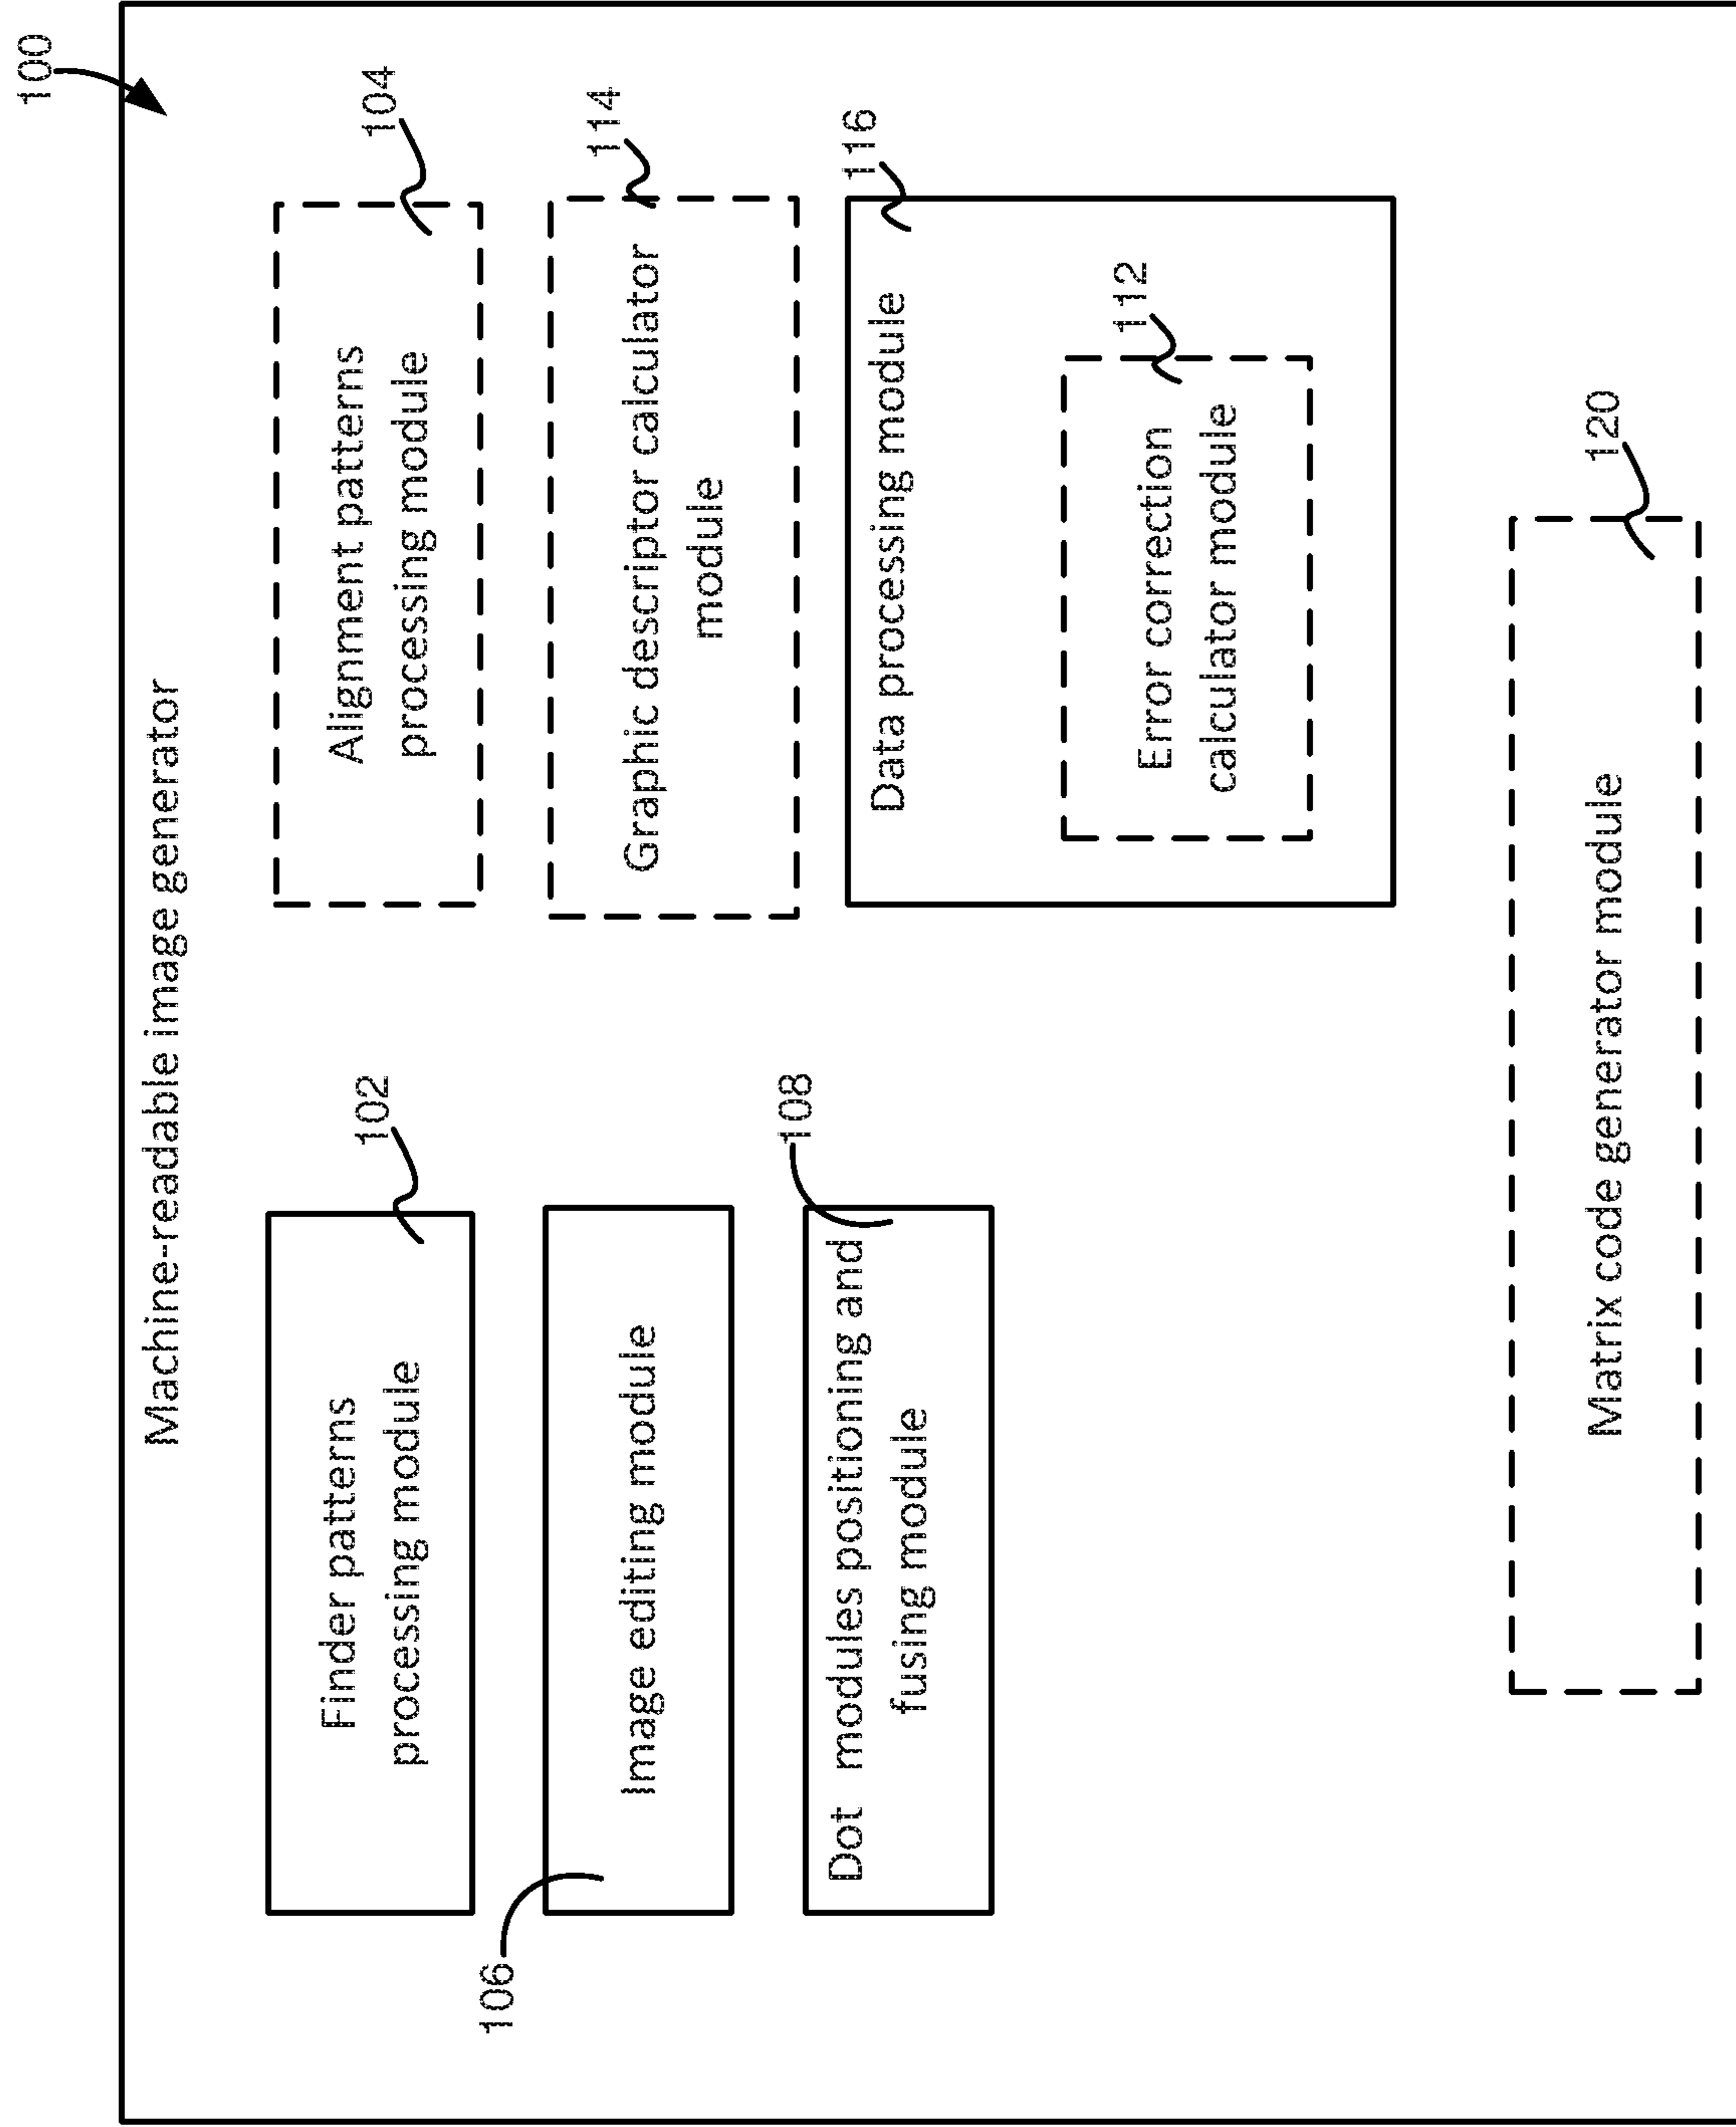 100
Machine-readable image generator
102
Finder patterns
processing module
104
Alignment patterns
processing module
106
Image editing module
114
Graphic descriptor calculator
module
108
Dot modules positioning and
fusing module
116
Data processing module
112
Error correction
calculator module
120
Matrix code generator module